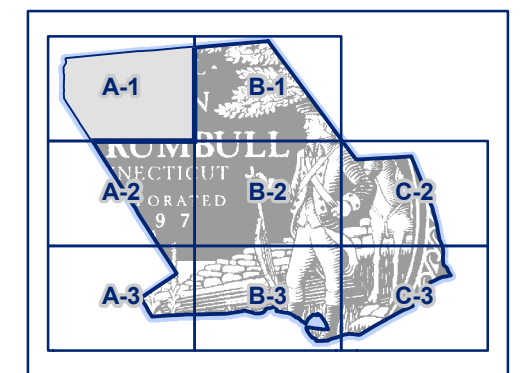 A-1
B-1
N
RUMBULL
NECTICUT
A-2
B-2
C-2
ORATED
9 7
A-3
B-3
C-3